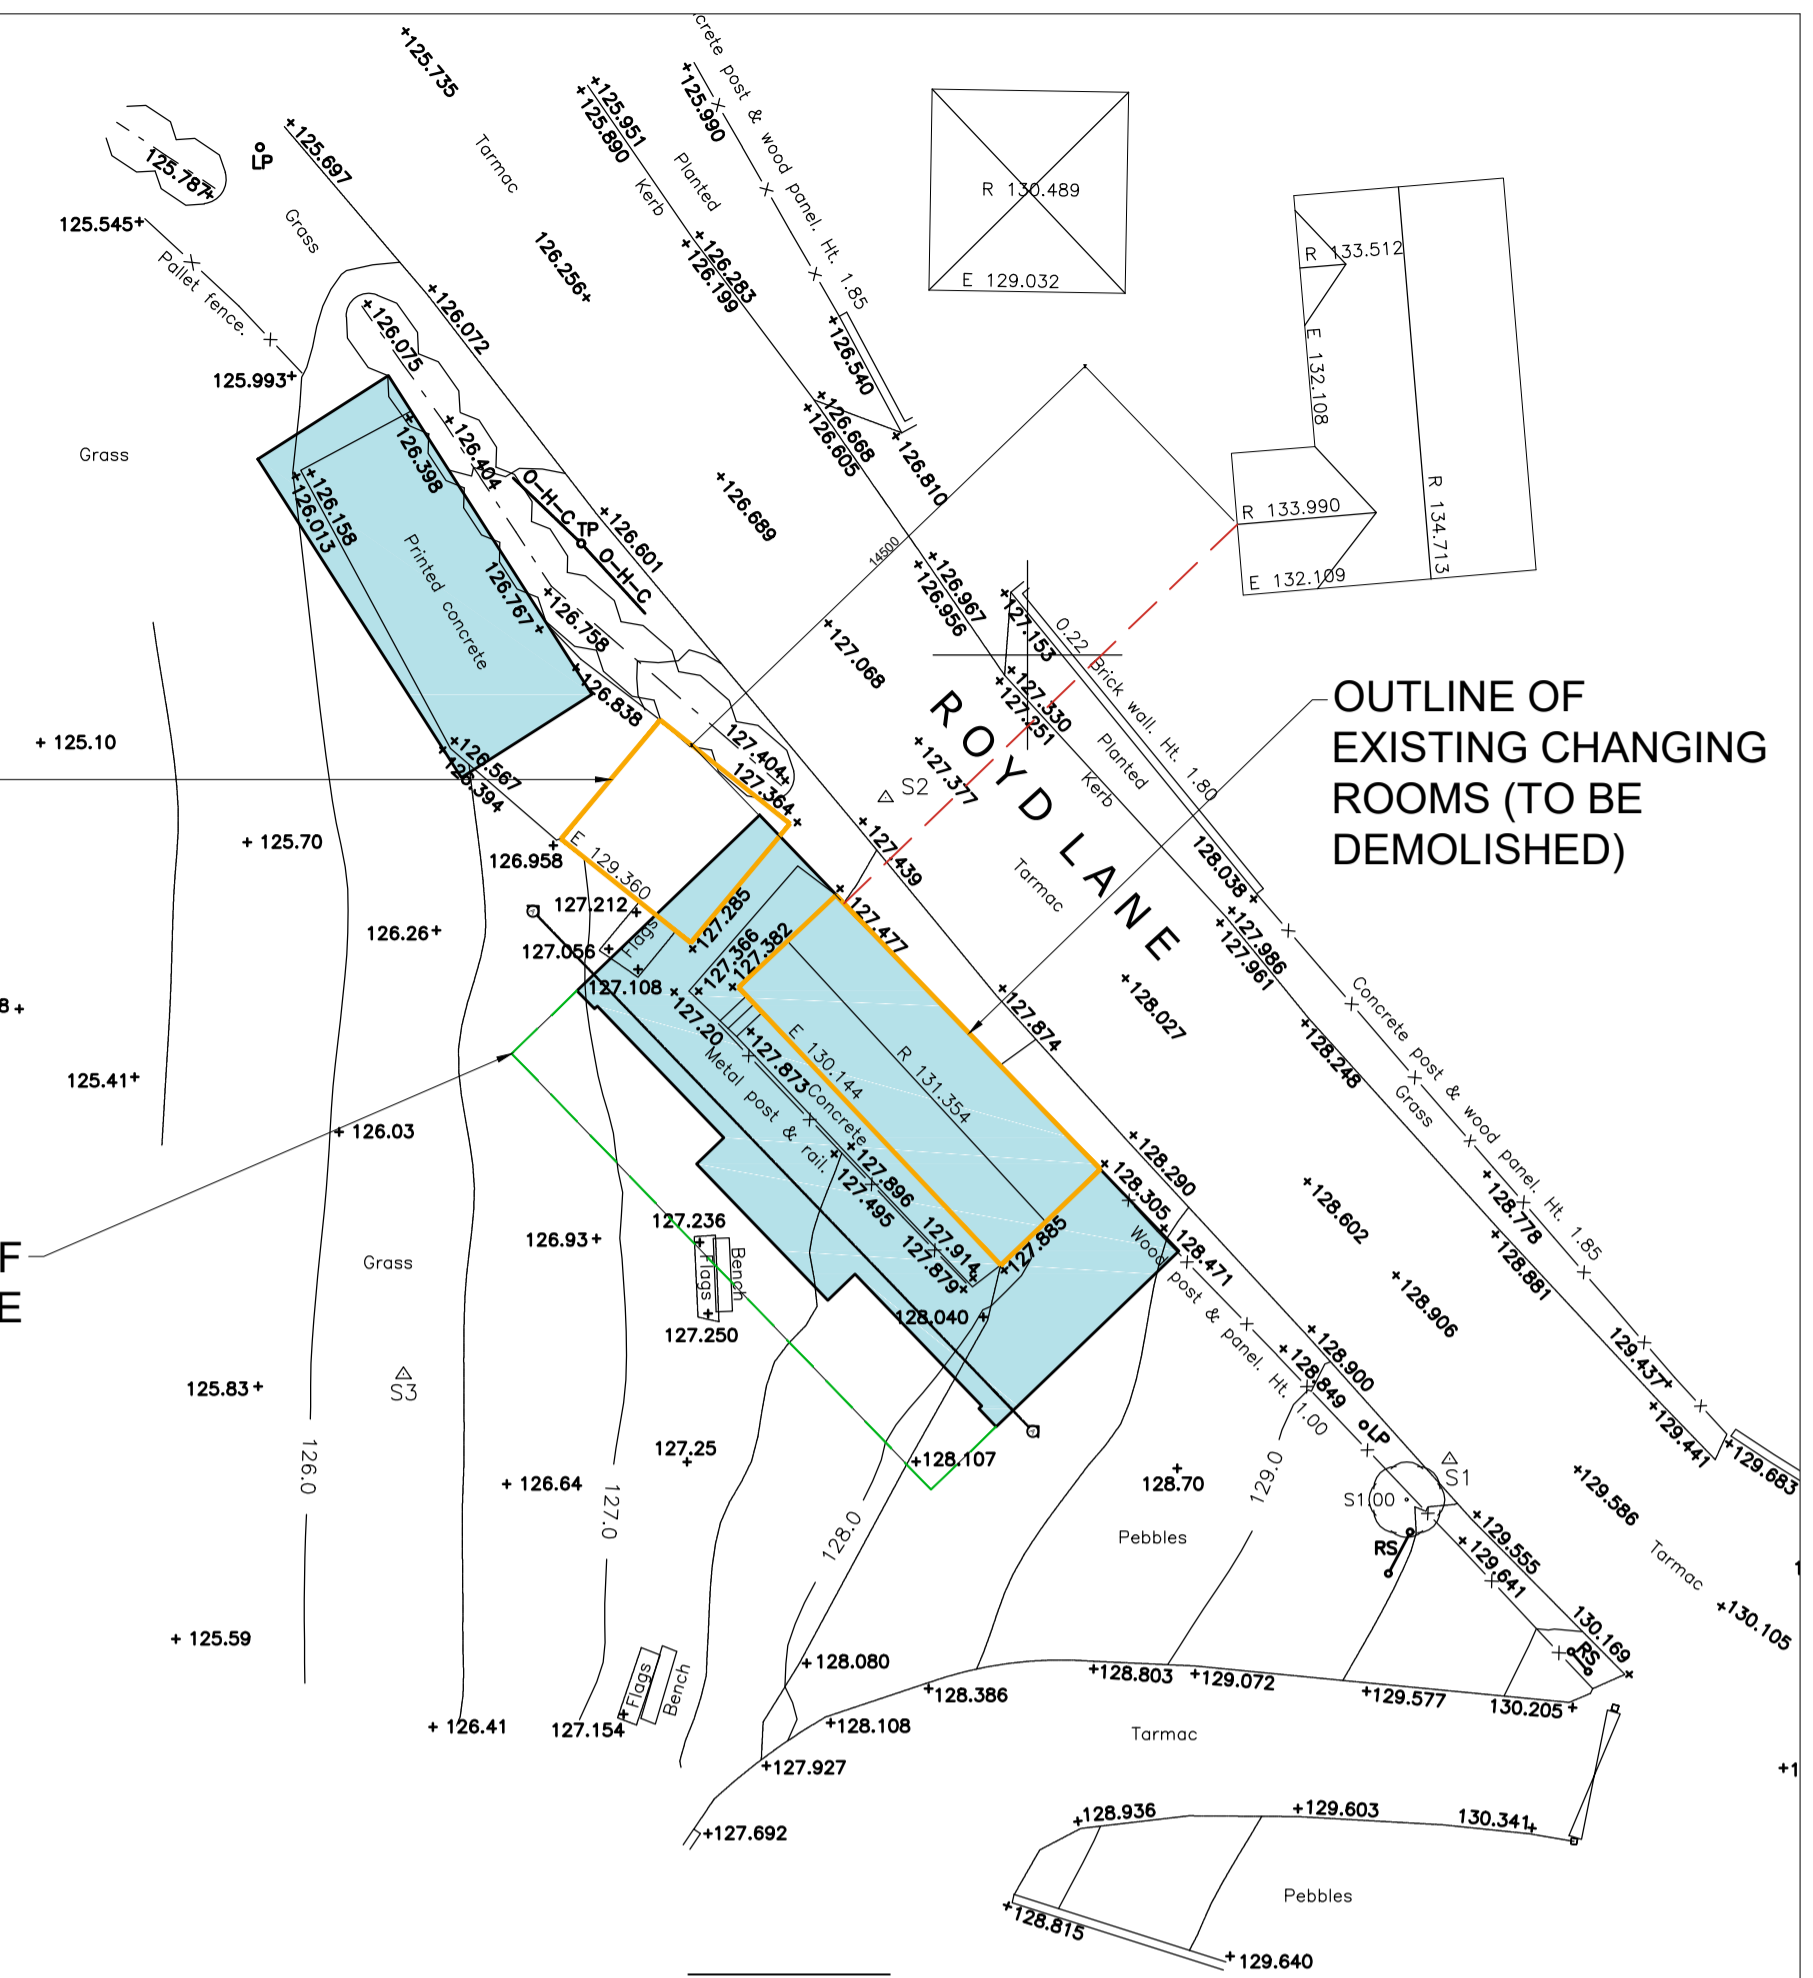 crete post & wood panel. Ht. 1.85
+125.735
+125.951
+125.890
+125.990
+125.697
LP
125.787+
Tarmac
Planted
Kerb
R 130.489
E 129.032
125.545+
Grass
Pallet fence.
126.256+
+126.283
+126.199
R 133.512
E 132.108
+126.072
+126.075
+126.540
125.993+
+126.668
+126.605
+126.810
Grass
+126.398
+126.404
+126.158
+126.013
O-H-C
TP
O-H-C
+126.601
+126.689
14500
R 133.990
R 134.713
E 132.109
Printed concrete
126.767+
+126.758
+126.967
+126.956
+127.153
0.22 Brick wall. Ht. 1.80
+127.068
+126.838
+127.330
+127.251
ROYD LANE
OUTLINE OF
EXISTING CHANGING
ROOMS (TO BE
DEMOLISHED)
+ 125.10
+126.567
126.394
127.404+
127.364
S2
+127.377
Planted
Kerb
+ 125.70
126.958
E 129.360
+127.439
Tarmac
128.038+
127.212+
127.056+
Flags
+127.285
127.108
+127.366
+127.382
+127.477
+127.986
+127.961
126.26+
8+
+127.20
+127.873
E 130.144
R 131.354
+127.874
+128.027
+128.248
Concrete post & wood panel. Ht. 1.85
Grass
125.41+
Metal post & rail.
Concrete
+ 126.03
+127.896
+127.495
+128.290
+128.305
+128.602
+128.778
+128.881
126.93+
127.236
Flags
Bench
127.250
127.914
127.879+
+127.885
128.040 +
+128.471
Wood post & panel. Ht. 1.00
+128.906
F
E
Grass
125.83+
S3
+128.900
+128.849
LP
129.437+
+129.441
+129.683
126.0
127.25
+128.107
128.70
129.0
S1
S1.00
+ 126.64
127.0
128.0
Pebbles
RS
+129.555
+129.641
+129.586
Tarmac
+130.105
+ 125.59
+128.080
+128.803
+129.072
130.169
RS
+128.386
+129.577
130.205+
Flags
Bench
+ 126.41
127.154
+128.108
Tarmac
+127.927
+1
+127.692
+128.936
+129.603
130.341+
Pebbles
+128.815
+129.640